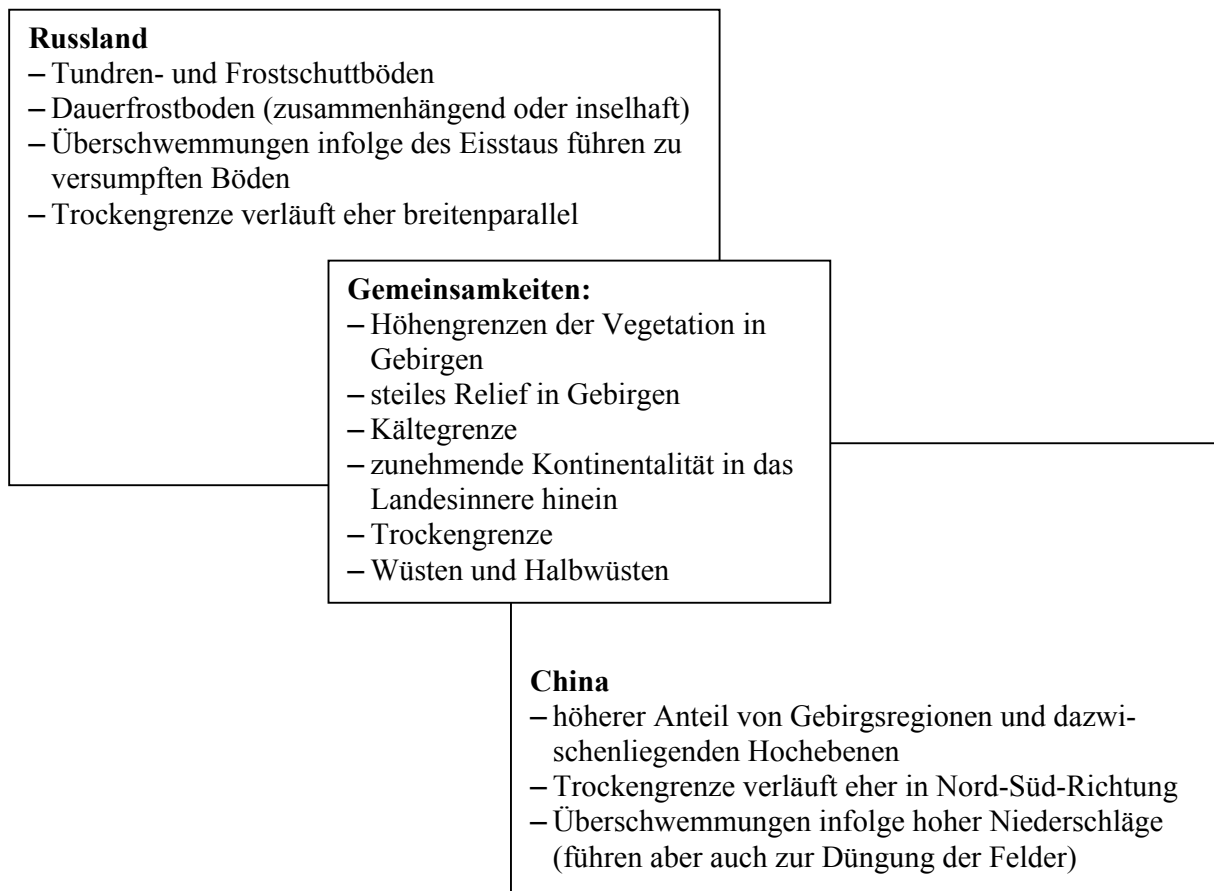 Russland
– Tundren- und Frostschuttböden
– Dauerfrostboden (zusammenhängend oder inselhaft)
– Überschwemmungen infolge des Eisstaus führen zu
versumpften Böden
– Trockengrenze verläuft eher breitenparallel
Gemeinsamkeiten:
– Höhengrenzen der Vegetation in
Gebirgen
– steiles Relief in Gebirgen
– Kältegrenze
– zunehmende Kontinentalität in das
Landesinnere hinein
– Trockengrenze
– Wüsten und Halbwüsten
China
– höherer Anteil von Gebirgsregionen und dazwi-
schenliegenden Hochebenen
– Trockengrenze verläuft eher in Nord-Süd-Richtung
– Überschwemmungen infolge hoher Niederschläge
(führen aber auch zur Düngung der Felder)